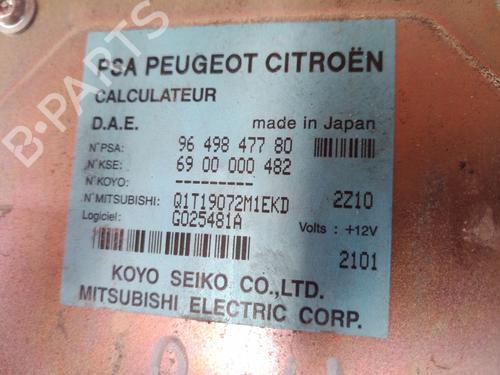 PSA PEUGEOT CITROËN
CALCULATEUR
D.A.E. made in Japan
N°PSA: 96 498 477 80
N°KSE: 69 00 000 482
N°KOYO: ----------
N°MITSUBISHI: Q1T19072M1EKD 2Z10
Logiciel: G025481A Volts : +12V
2101
KOYO SEIKO CO.,LTD.
MITSUBISHI ELECTRIC CORP.
B-PARTS